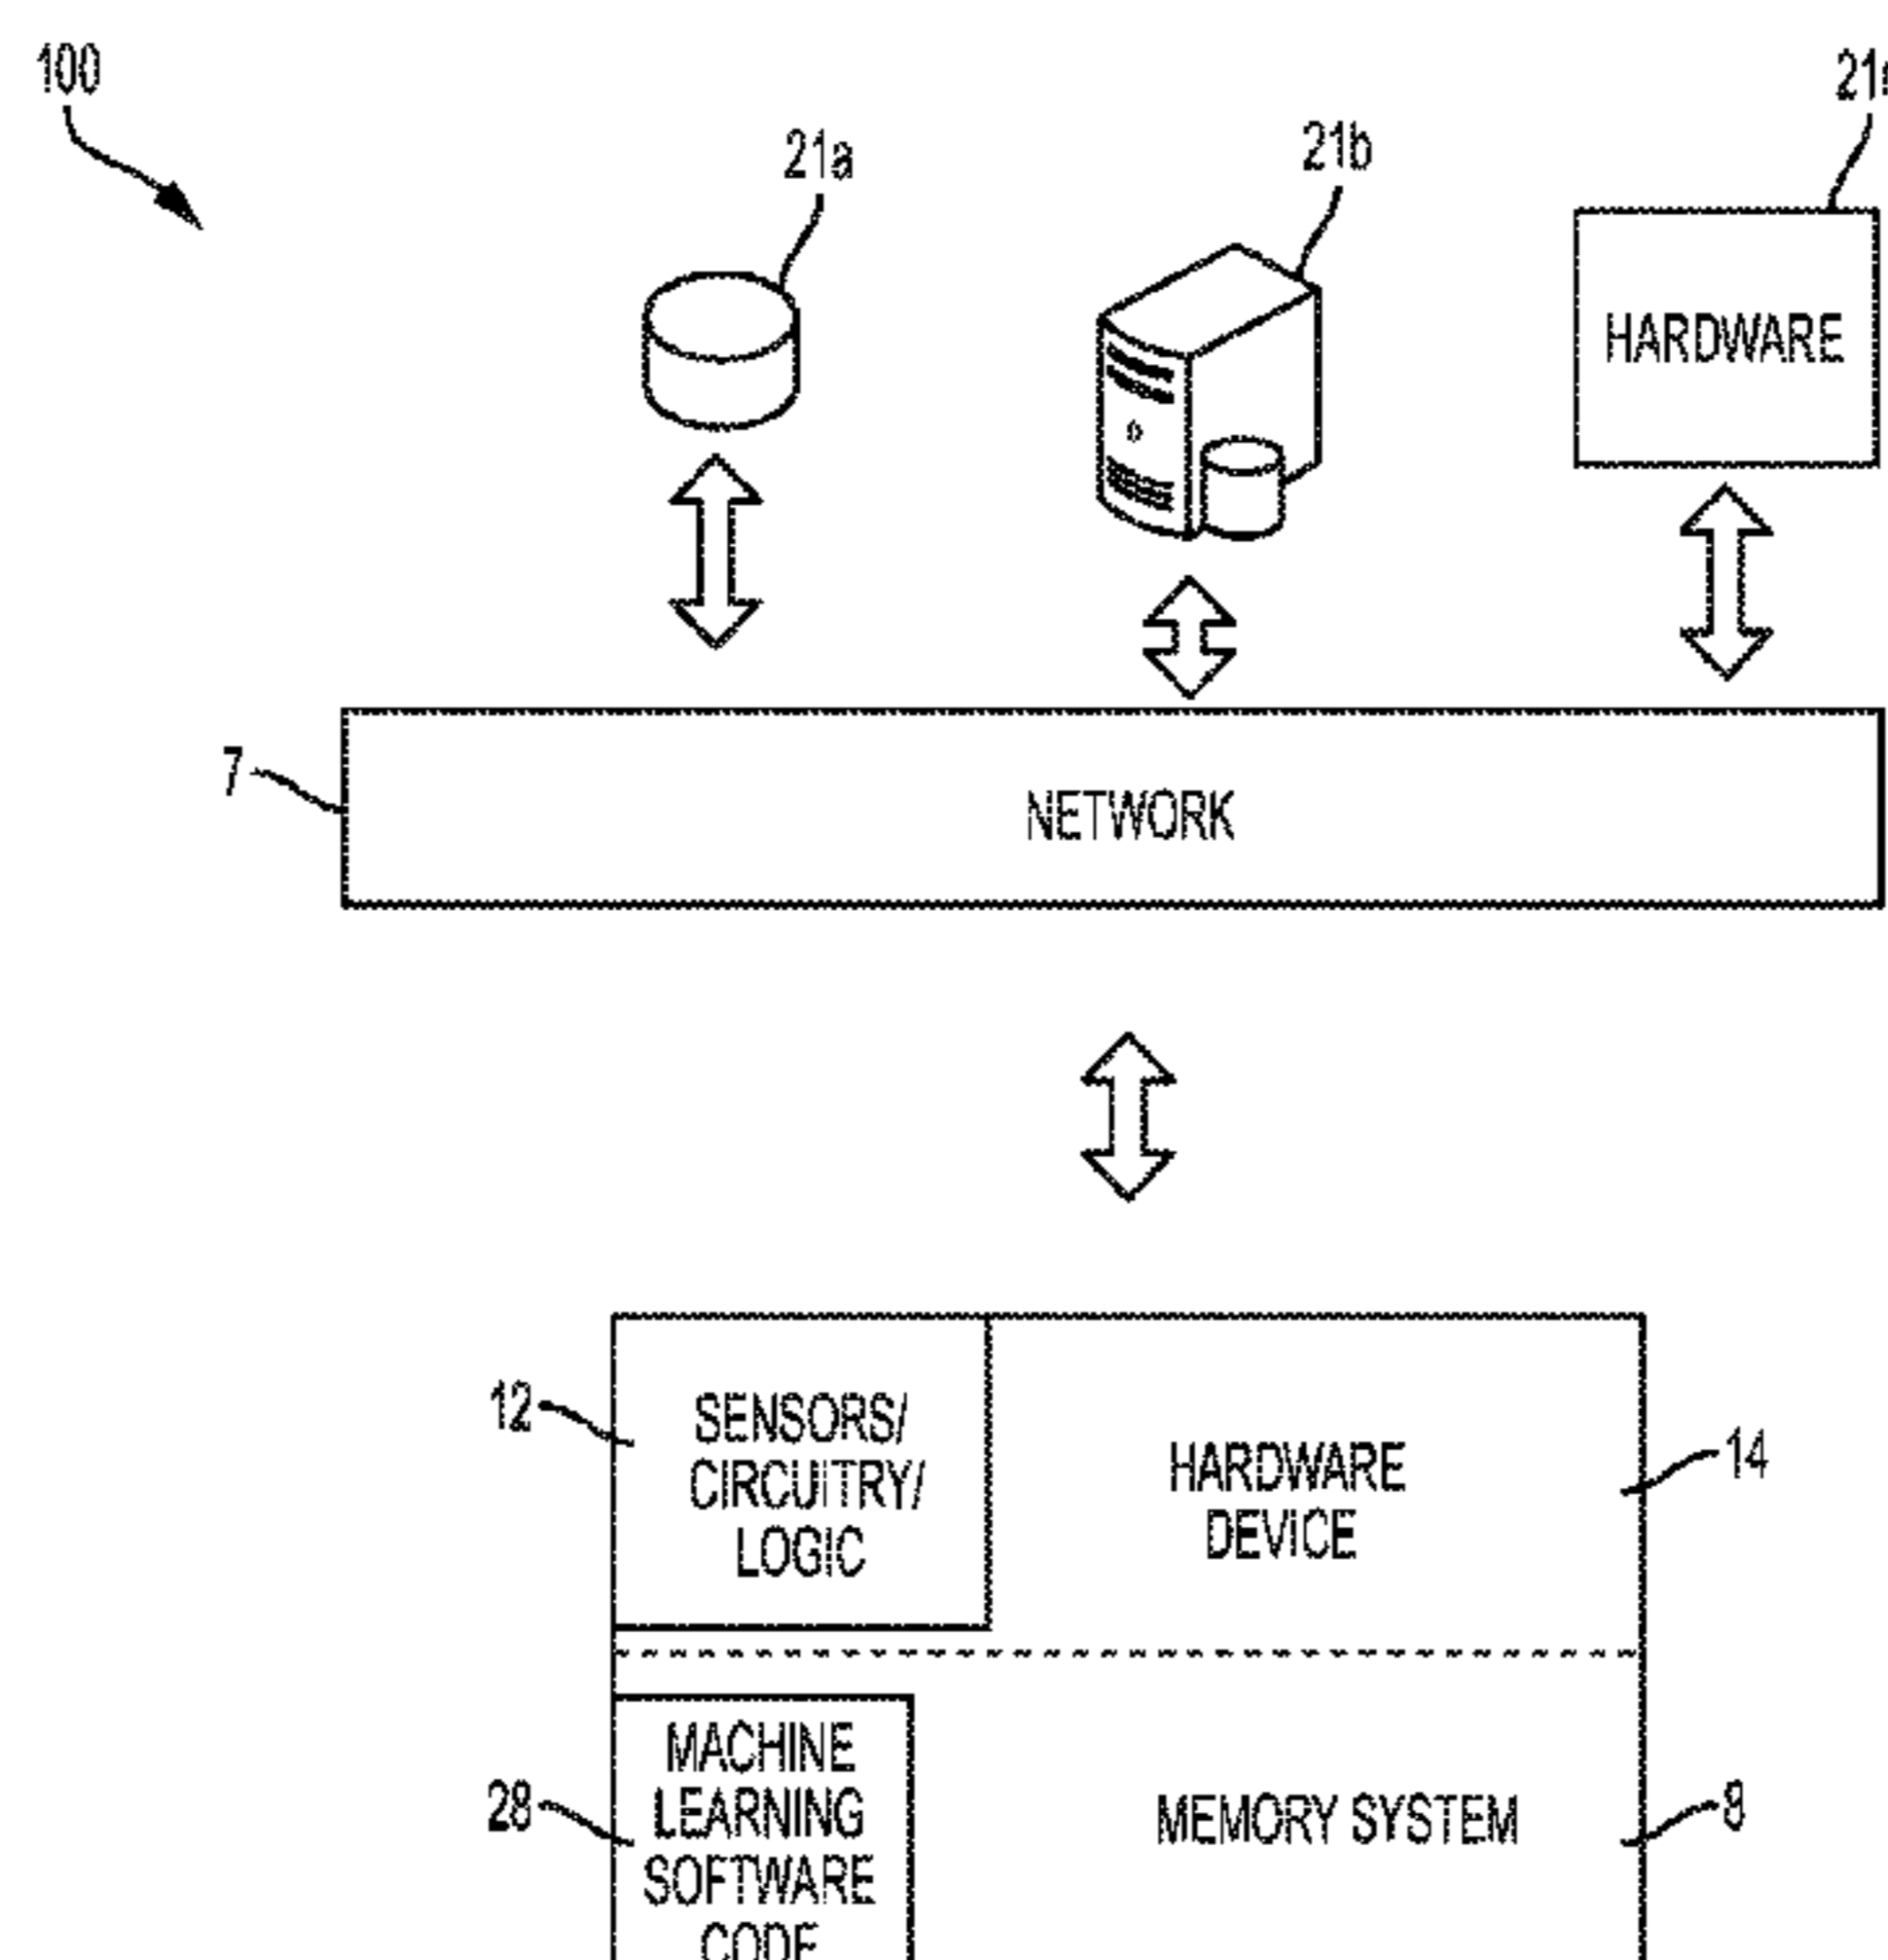 100
21a
21b
HARDWARE
7
NETWORK
12
SENSORS/
CIRCUITRY/
LOGIC
HARDWARE
DEVICE
14
28
MACHINE
LEARNING
SOFTWARE
CODE
MEMORY SYSTEM